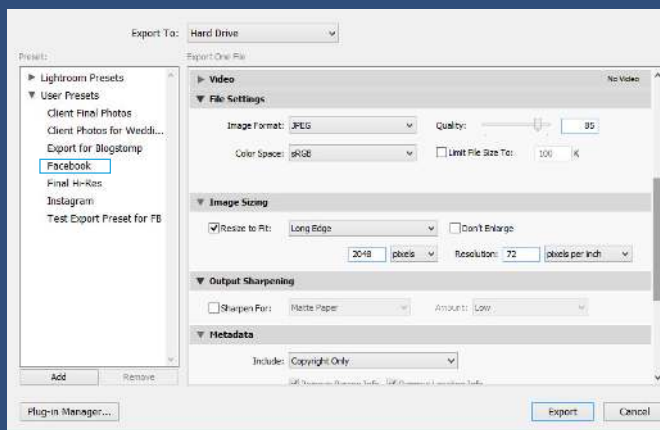 Export To: Hard Drive
Preset:
Export One File
Lightroom Presets
User Presets
Client Final Photos
Client Photos for Weddi...
Export for Blogstomp
Facebook
Final Hi-Res
Instagram
Test Export Preset for FB
Add Remove
Video No Video
File Settings
Image Format: JPEG Quality: 85
Color Space: sRGB Limit File Size To: 100 K
Image Sizing
Resize to Fit: Long Edge Don't Enlarge
2048 pixels Resolution: 72 pixels per inch
Output Sharpening
Sharpen For: Matte Paper Amount: Low
Metadata
Include: Copyright Only
Plug-in Manager... Export Cancel